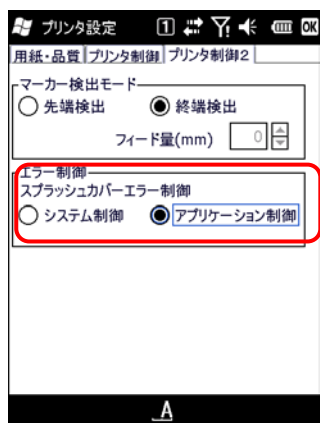 プリンタ設定 1 OK
用紙・品質 プリンタ制御 プリンタ制御2
マーカー検出モード
先端検出 終端検出
フィード量(mm) 0
エラー制御
スプラッシュカバーエラー制御
システム制御 アプリケーション制御
A